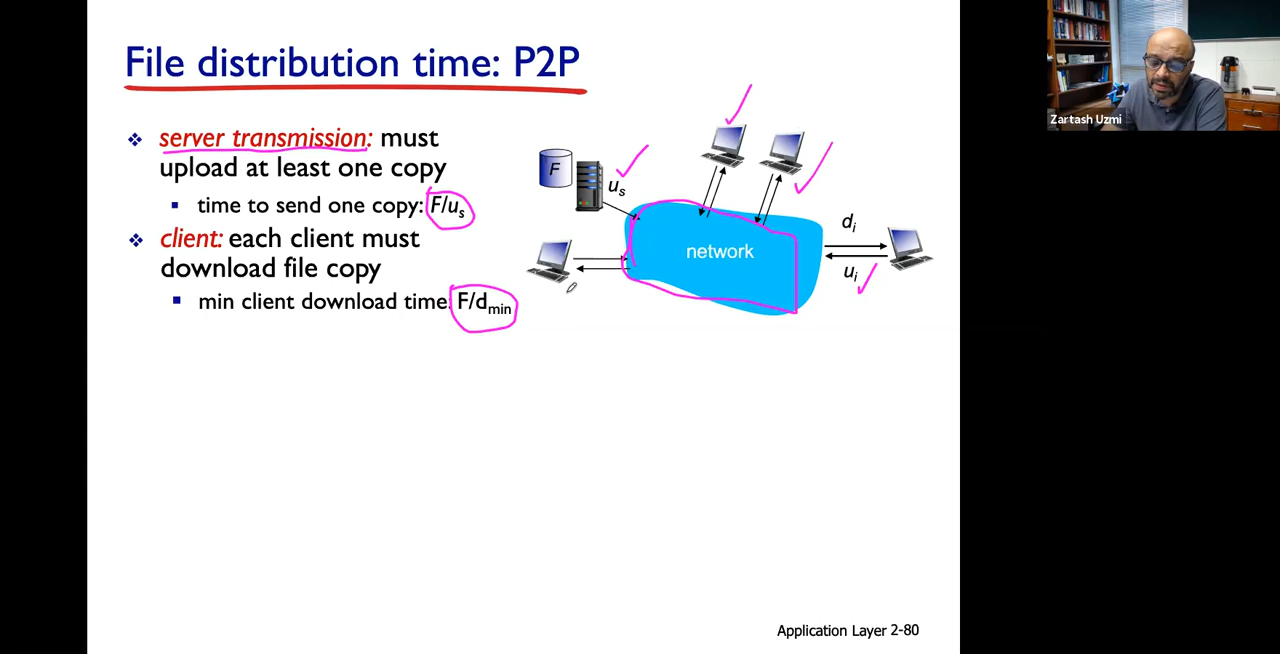 File distribution time: P2P
server transmission: must
upload at least one copy
time to send one copy: F/us
client: each client must
download file copy
min client download time: F/dmin
F
us
network
di
ui
Zartash Uzmi
Application Layer 2-80